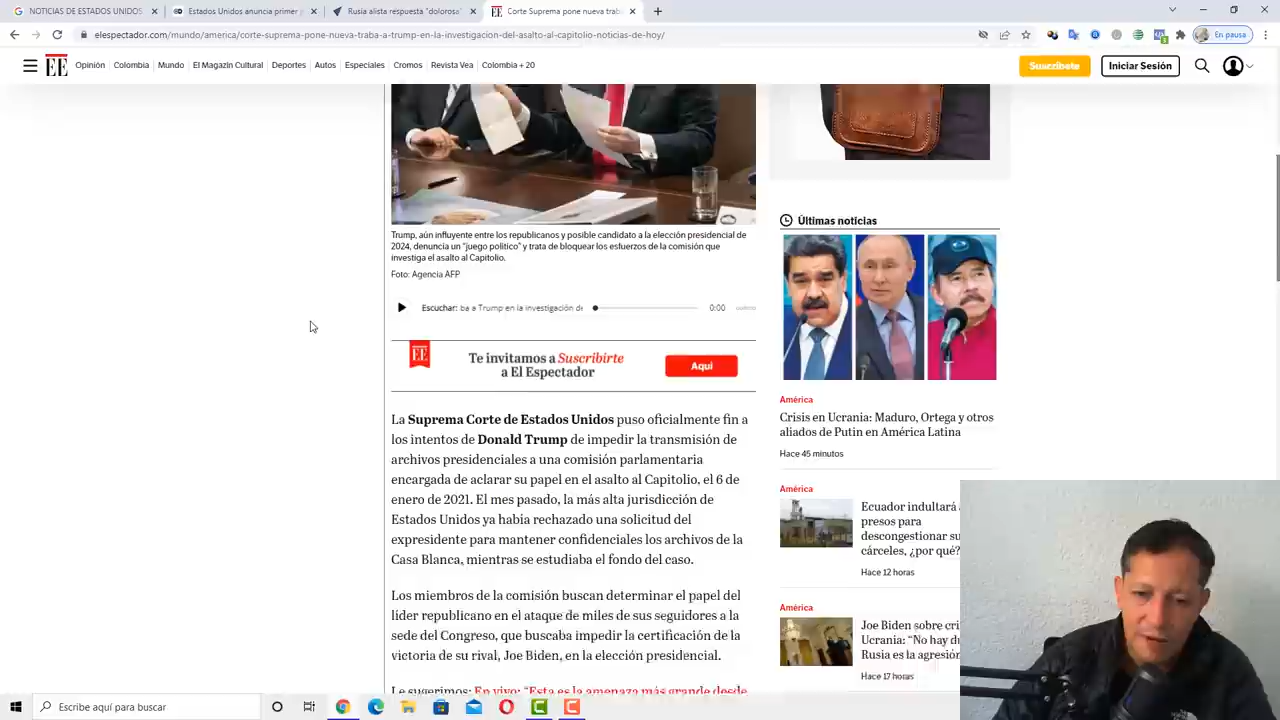 NOTICIAS DE ESTADOS UNIDOS
Estados Unidos anuncia primer
Rusia alista respuesta "dolorosa"
Corte Suprema pone nueva trab
elespectador.com/mundo/america/corte-suprema-pone-nueva-traba-a-trump-en-la-investigacion-del-asalto-al-capitolio-noticias-de-hoy/
En pausa
EE
Opinión
Colombia
Mundo
El Magazín Cultural
Deportes
Autos
Especiales
Cromos
Revista Vea
Colombia + 20
Suscríbete
Iniciar Sesión
Trump, aún influyente entre los republicanos y posible candidato a la elección presidencial de
2024, denuncia un "juego político" y trata de bloquear los esfuerzos de la comisión que
investiga el asalto al Capitolio.
Foto: Agencia AFP
Escuchar: ba a Trump en la investigación de
0:00
EE
Te invitamos a Suscribirte
a El Espectador
Aquí
La Suprema Corte de Estados Unidos puso oficialmente fin a
los intentos de Donald Trump de impedir la transmisión de
archivos presidenciales a una comisión parlamentaria
encargada de aclarar su papel en el asalto al Capitolio, el 6 de
enero de 2021. El mes pasado, la más alta jurisdicción de
Estados Unidos ya había rechazado una solicitud del
expresidente para mantener confidenciales los archivos de la
Casa Blanca, mientras se estudiaba el fondo del caso.
Los miembros de la comisión buscan determinar el papel del
líder republicano en el ataque de miles de sus seguidores a la
sede del Congreso, que buscaba impedir la certificación de la
victoria de su rival, Joe Biden, en la elección presidencial.
Le sugerimos: En vivo: "Esta es la amenaza más grande desde
Últimas noticias
América
Crisis en Ucrania: Maduro, Ortega y otros
aliados de Putin en América Latina
Hace 45 minutos
América
Ecuador indultará
presos para
descongestionar su
cárceles, ¿por qué?
Hace 12 horas
América
Joe Biden sobre cri
Ucrania: "No hay du
Rusia es la agresión
Hace 17 horas
Escribe aquí para buscar